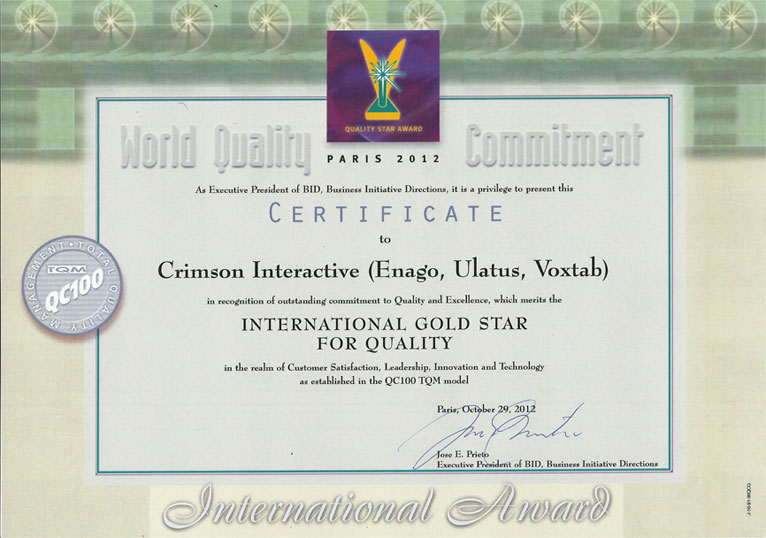 QUALITY STAR AWARD
World Quality Commitment
PARIS 2012
As Executive President of BID, Business Initiative Directions, it is a privilege to present this
CERTIFICATE
to
Crimson Interactive (Enago, Ulatus, Voxtab)
in recognition of outstanding commitment to Quality and Excellence, which merits the
INTERNATIONAL GOLD STAR
FOR QUALITY
in the realm of Customer Satisfaction, Leadership, Innovation and Technology
as established in the QC100 TQM model
TOTAL QUALITY MANAGEMENT
TQM
QC100
Paris, October 29, 2012
Jose E. Prieto
Executive President of BID, Business Initiative Directions
International Award